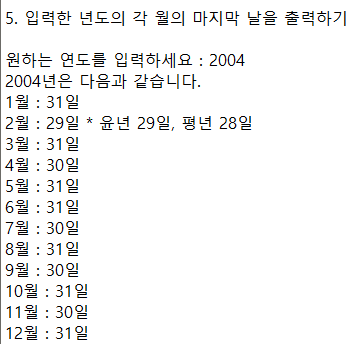 5. 입력한 년도의 각 월의 마지막 날을 출력하기
원하는 연도를 입력하세요 : 2004
2004년은 다음과 같습니다.
1월 : 31일
2월 : 29일 * 윤년 29일, 평년 28일
3월 : 31일
4월 : 30일
5월 : 31일
6월 : 31일
7월 : 30일
8월 : 31일
9월 : 30일
10월 : 31일
11월 : 30일
12월 : 31일